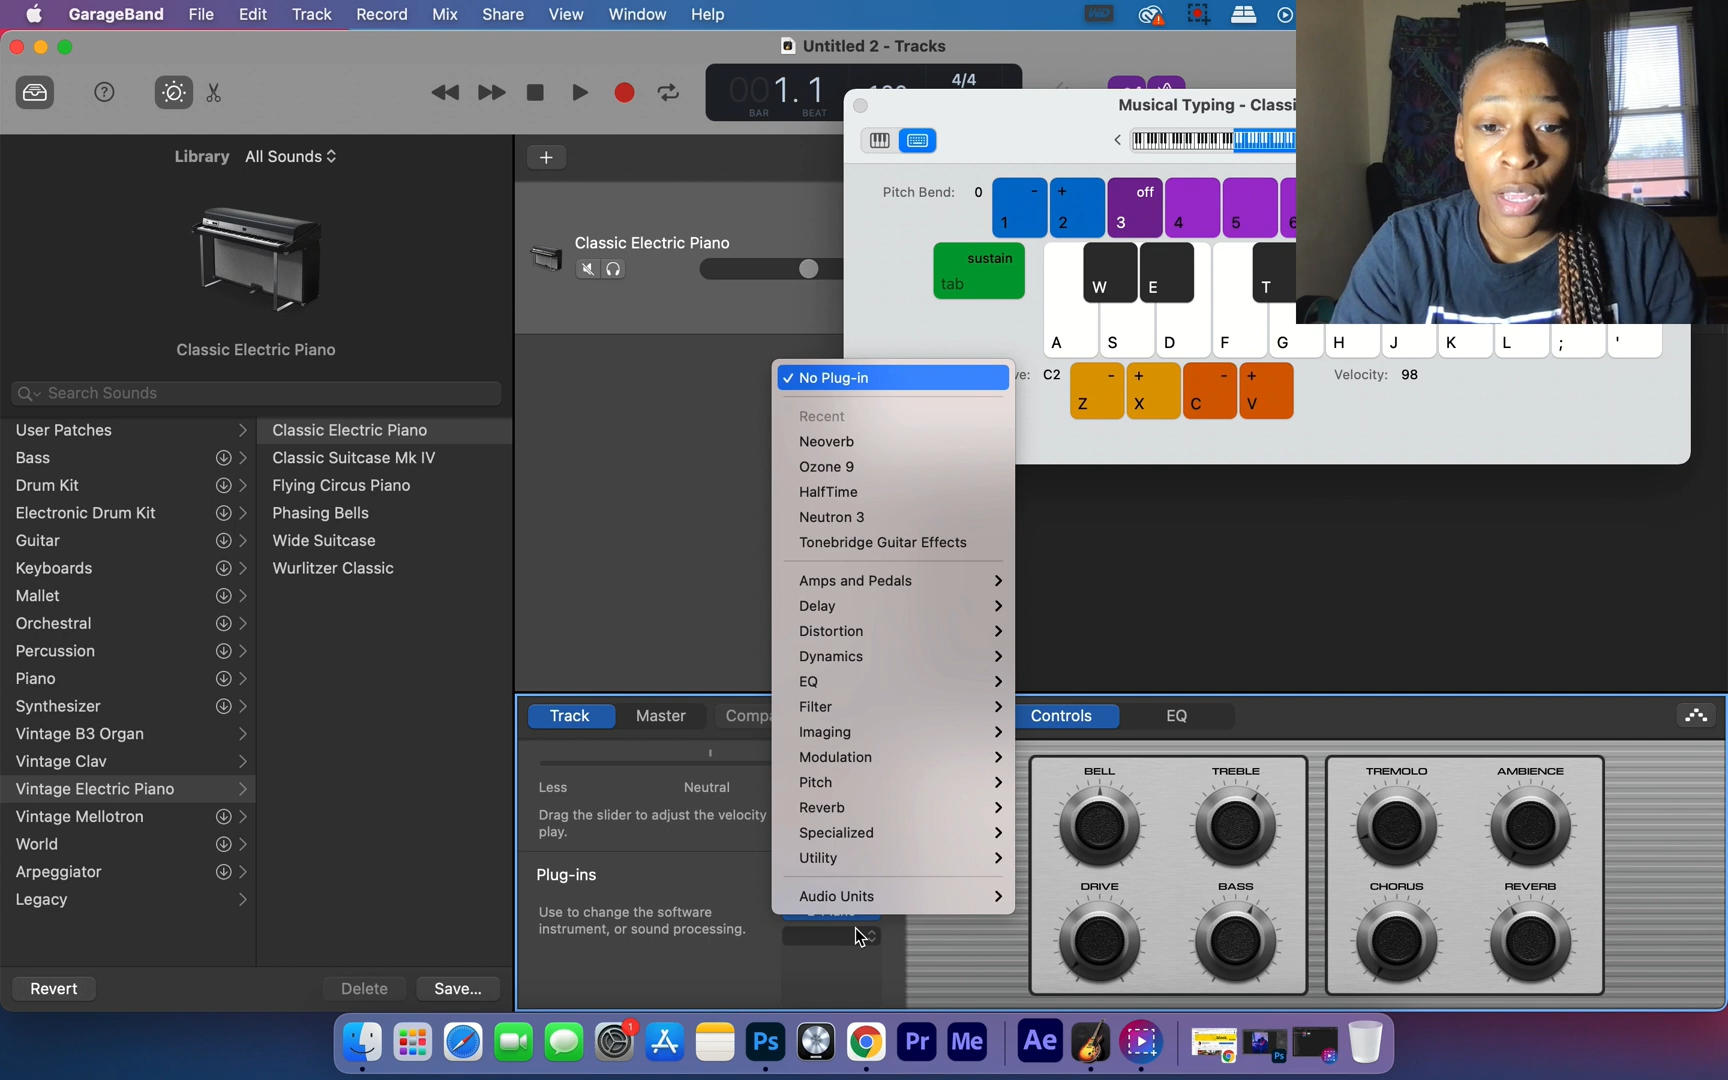 GarageBand File Edit Track Record Mix Share View Window Help
Untitled 2 - Tracks
001.1
4/4
BAR BEAT
Musical Typing - Classi
Library All Sounds
Pitch Bend: 0
- 1
+ 2
off 3
4
5
sustain
tab
W E T
A S D F G H J K L ; '
C2
- Z
+ X
- C
+ V
Velocity: 98
Classic Electric Piano
Classic Electric Piano
Search Sounds
User Patches
Bass
Drum Kit
Electronic Drum Kit
Guitar
Keyboards
Mallet
Orchestral
Percussion
Piano
Synthesizer
Vintage B3 Organ
Vintage Clav
Vintage Electric Piano
Vintage Mellotron
World
Arpeggiator
Legacy
Classic Electric Piano
Classic Suitcase Mk IV
Flying Circus Piano
Phasing Bells
Wide Suitcase
Wurlitzer Classic
Revert Delete Save...
✓ No Plug-in
Recent
Neoverb
Ozone 9
HalfTime
Neutron 3
Tonebridge Guitar Effects
Amps and Pedals
Delay
Distortion
Dynamics
EQ
Filter
Imaging
Modulation
Pitch
Reverb
Specialized
Utility
Audio Units
Track Master
Controls EQ
Less Neutral
Drag the slider to adjust the velocity
play.
Plug-ins
Use to change the software
instrument, or sound processing.
BELL TREBLE TREMOLO AMBIENCE
DRIVE BASS CHORUS REVERB
1
Ps Pr Me Ae
Ps